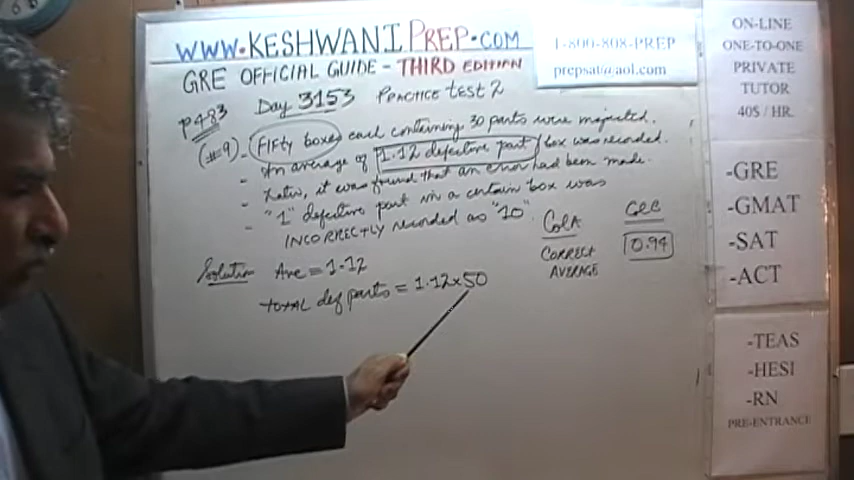 WWW.KESHWANIPREP.COM
1-800-808-PREP
prepsat@aol.com
GRE OFFICIAL GUIDE - THIRD EDITION
P483 Day 3153 PRACTICE TEST 2
(#9) - FIFTY boxes each containing 30 parts were
- An average of 1.12 defective part / box was recorded.
- Later, it was found that an error had been made.
- "1" defective part in a certain box was
INCORRECTLY recorded as "10".
ColA ColB
CORRECT AVERAGE 0.94
Solution Ave = 1.12
TOTAL def parts = 1.12x50
ON-LINE
ONE-TO-ONE
PRIVATE
TUTOR
40$ / HR.
-GRE
-GMAT
-SAT
-ACT
-TEAS
-HESI
-RN
PRE-ENTRANCE